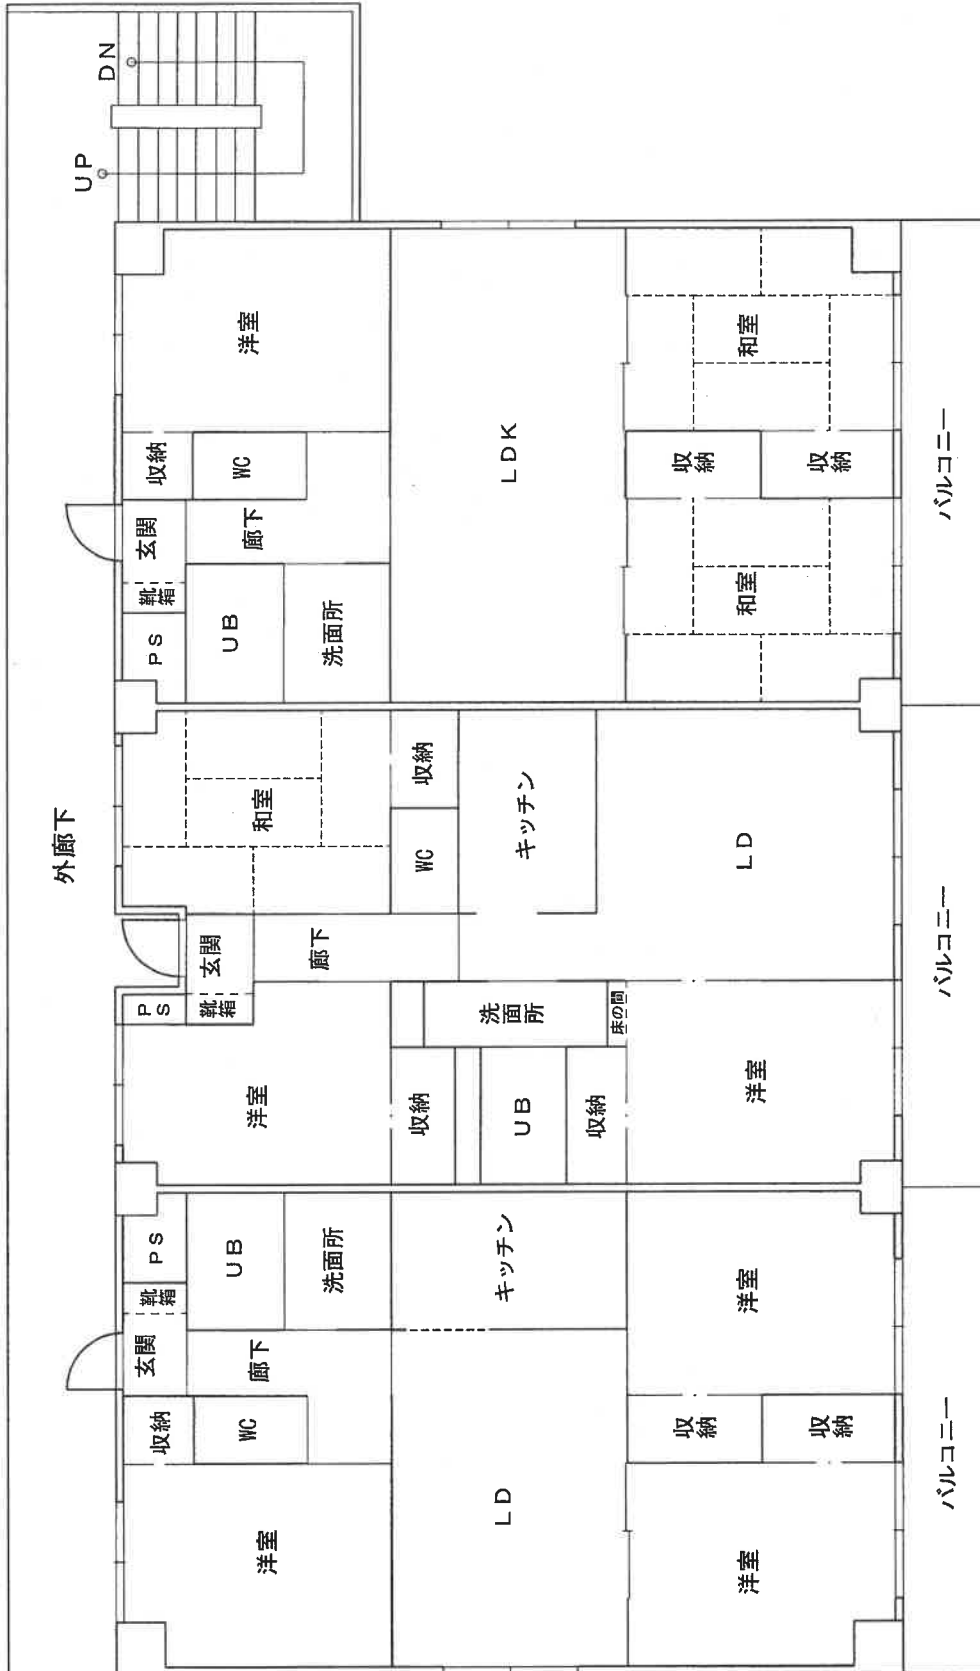 DN
UP
外廊下
洋室
収納
WC
玄関
靴箱
PS
廊下
UB
洗面所
LDK
和室
収納
収納
和室
バルコニー
和室
収納
WC
キッチン
LD
玄関
靴箱
PS
廊下
洋室
洗面所
床の間
収納
UB
収納
洋室
バルコニー
PS
靴箱
玄関
UB
洗面所
廊下
収納
WC
洋室
キッチン
LD
洋室
収納
収納
洋室
バルコニー